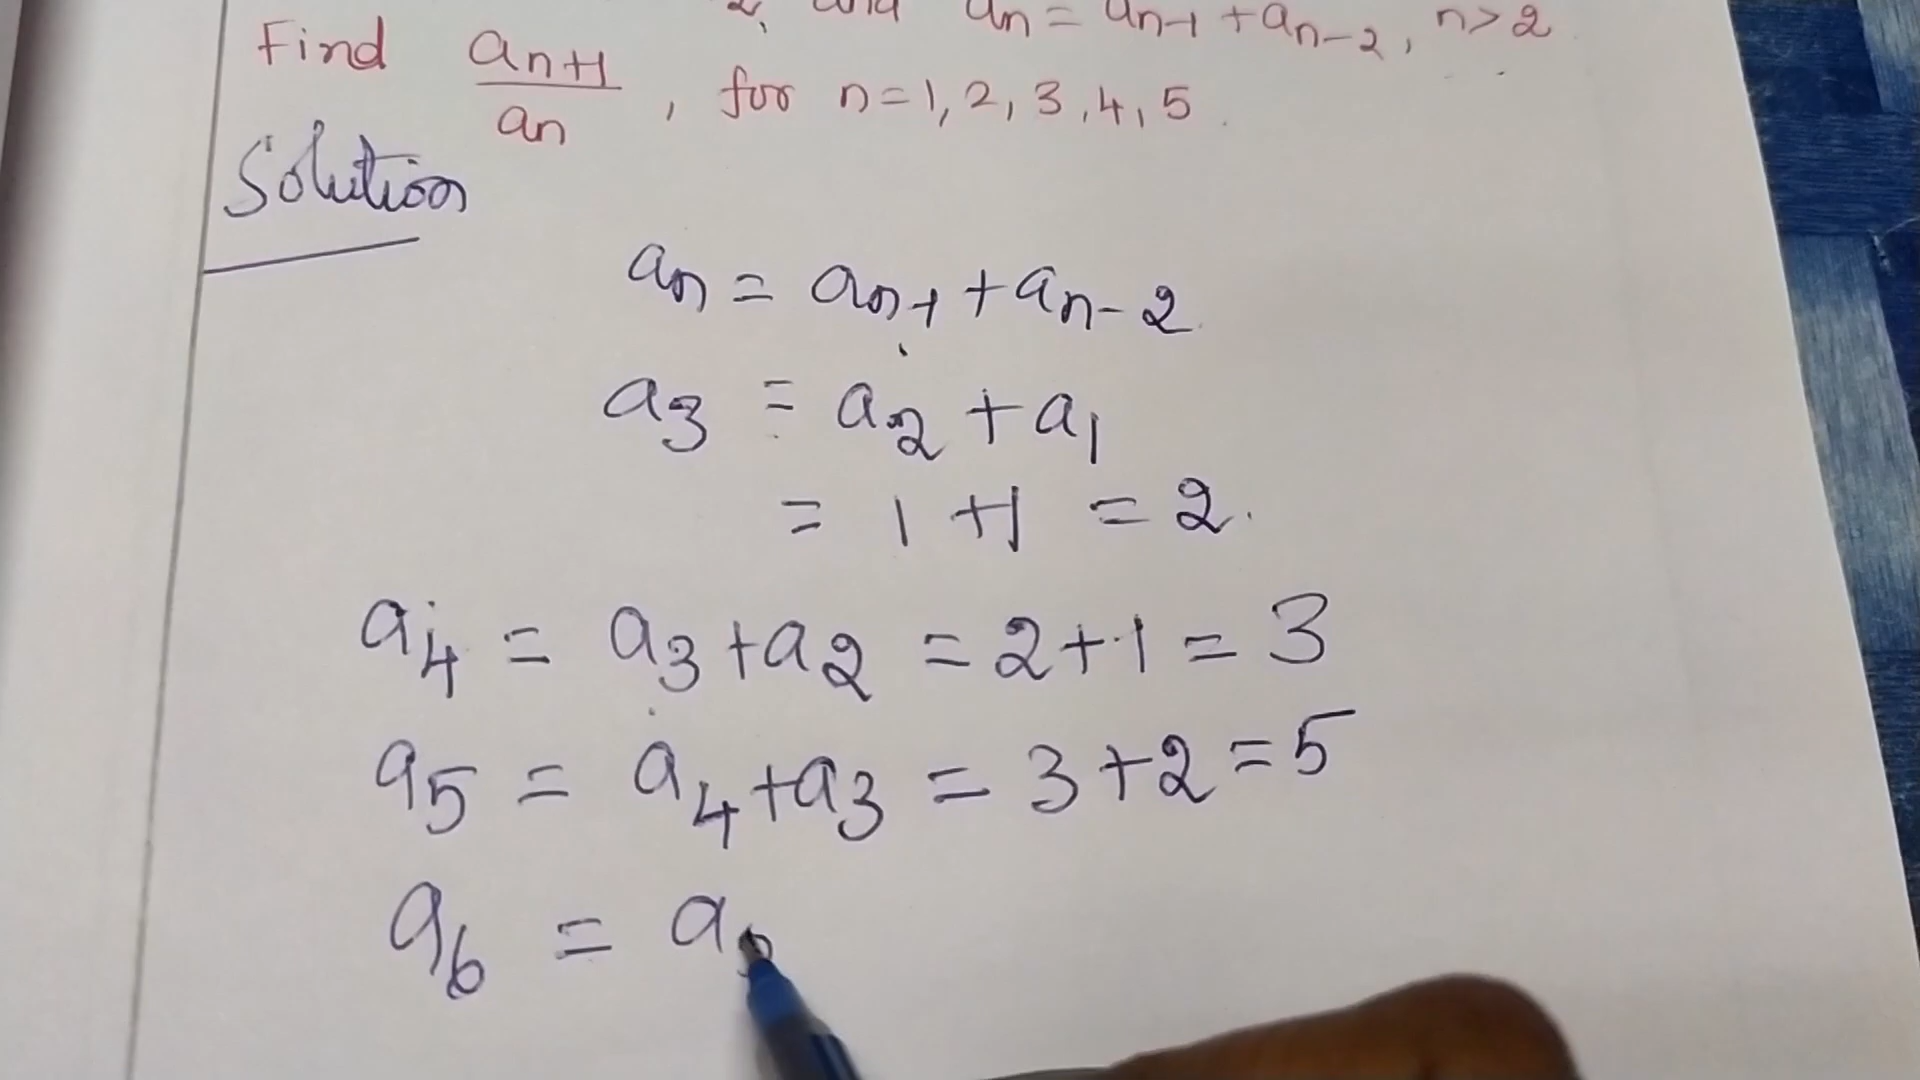 2, and an = an-1 + an-2, n>2
Find an+1/an, for n=1, 2, 3, 4, 5.
Solution
an = an-1 + an-2
a3 = a2 + a1
= 1 + 1 = 2.
a4 = a3 + a2 = 2+1 = 3
a5 = a4 + a3 = 3+2 = 5
a6 = a